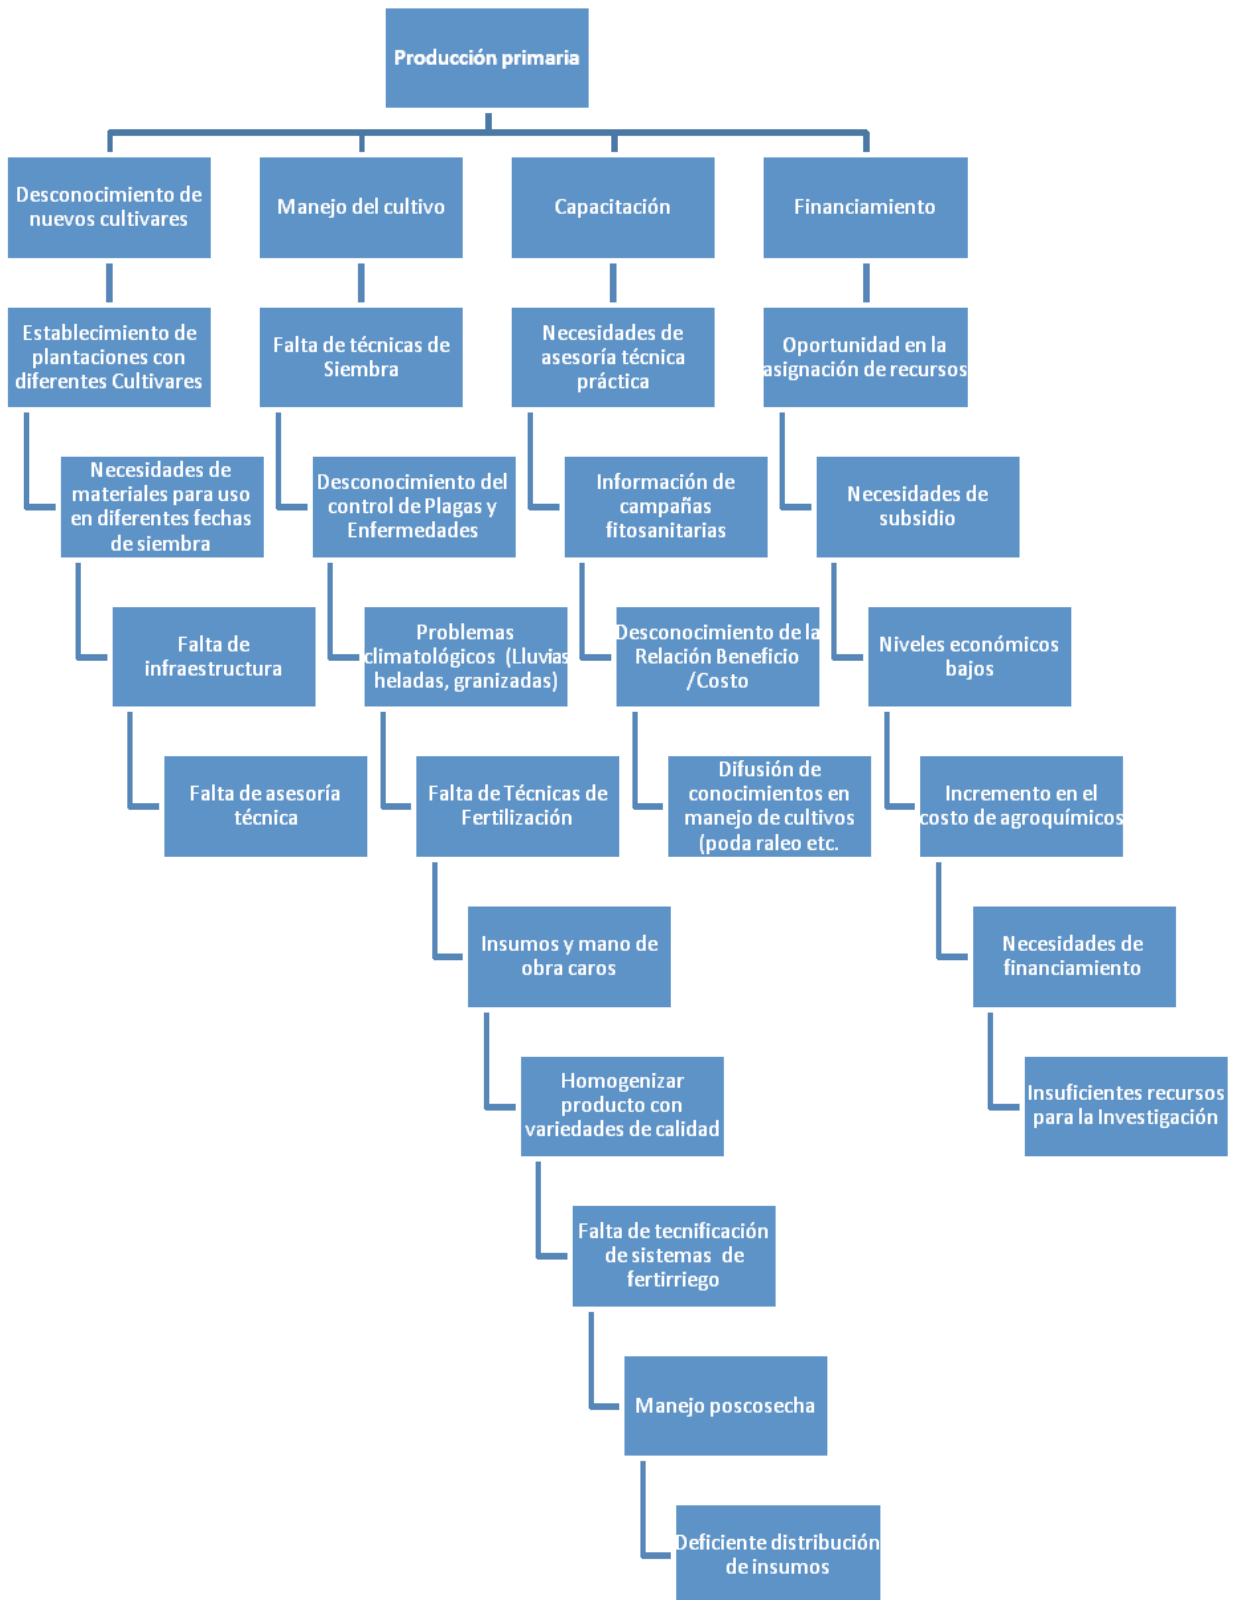 Producción primaria
Desconocimiento de
nuevos cultivares
Manejo del cultivo
Capacitación
Financiamiento
Establecimiento de
plantaciones con
diferentes Cultivares
Falta de técnicas de
Siembra
Necesidades de
asesoría técnica
práctica
Oportunidad en la
asignación de recursos
Necesidades de
materiales para uso
en diferentes fechas
de siembra
Desconocimiento del
control de Plagas y
Enfermedades
Información de
campañas
fitosanitarias
Necesidades de
subsidio
Falta de
infraestructura
Problemas
climatológicos (Lluvias
heladas, granizadas)
Desconocimiento de la
Relación Beneficio
/Costo
Niveles económicos
bajos
Falta de asesoría
técnica
Falta de Técnicas de
Fertilización
Difusión de
conocimientos en
manejo de cultivos
(poda raleo etc.
Incremento en el
costo de agroquímicos
Insumos y mano de
obra caros
Necesidades de
financiamiento
Homogenizar
producto con
variedades de calidad
Insuficientes recursos
para la Investigación
Falta de tecnificación
de sistemas de
fertirriego
Manejo poscosecha
Deficiente distribución
de insumos